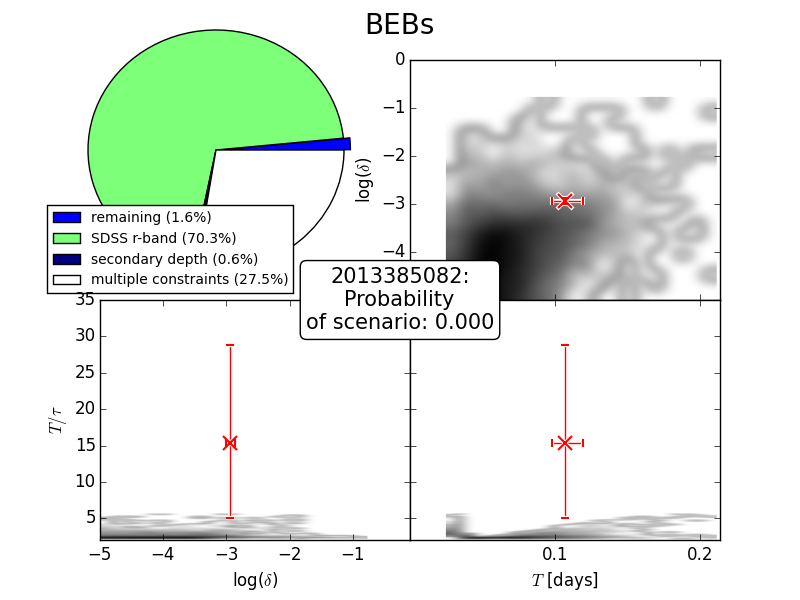 BEBs
remaining (1.6%)
SDSS r-band (70.3%)
secondary depth (0.6%)
multiple constraints (27.5%)
0
−1
−2
−3
−4
log(δ)
2013385082:
Probability
of scenario: 0.000
35
30
25
20
15
10
5
T/τ
−5 −4 −3 −2 −1
log(δ)
0.1 0.2
T [days]